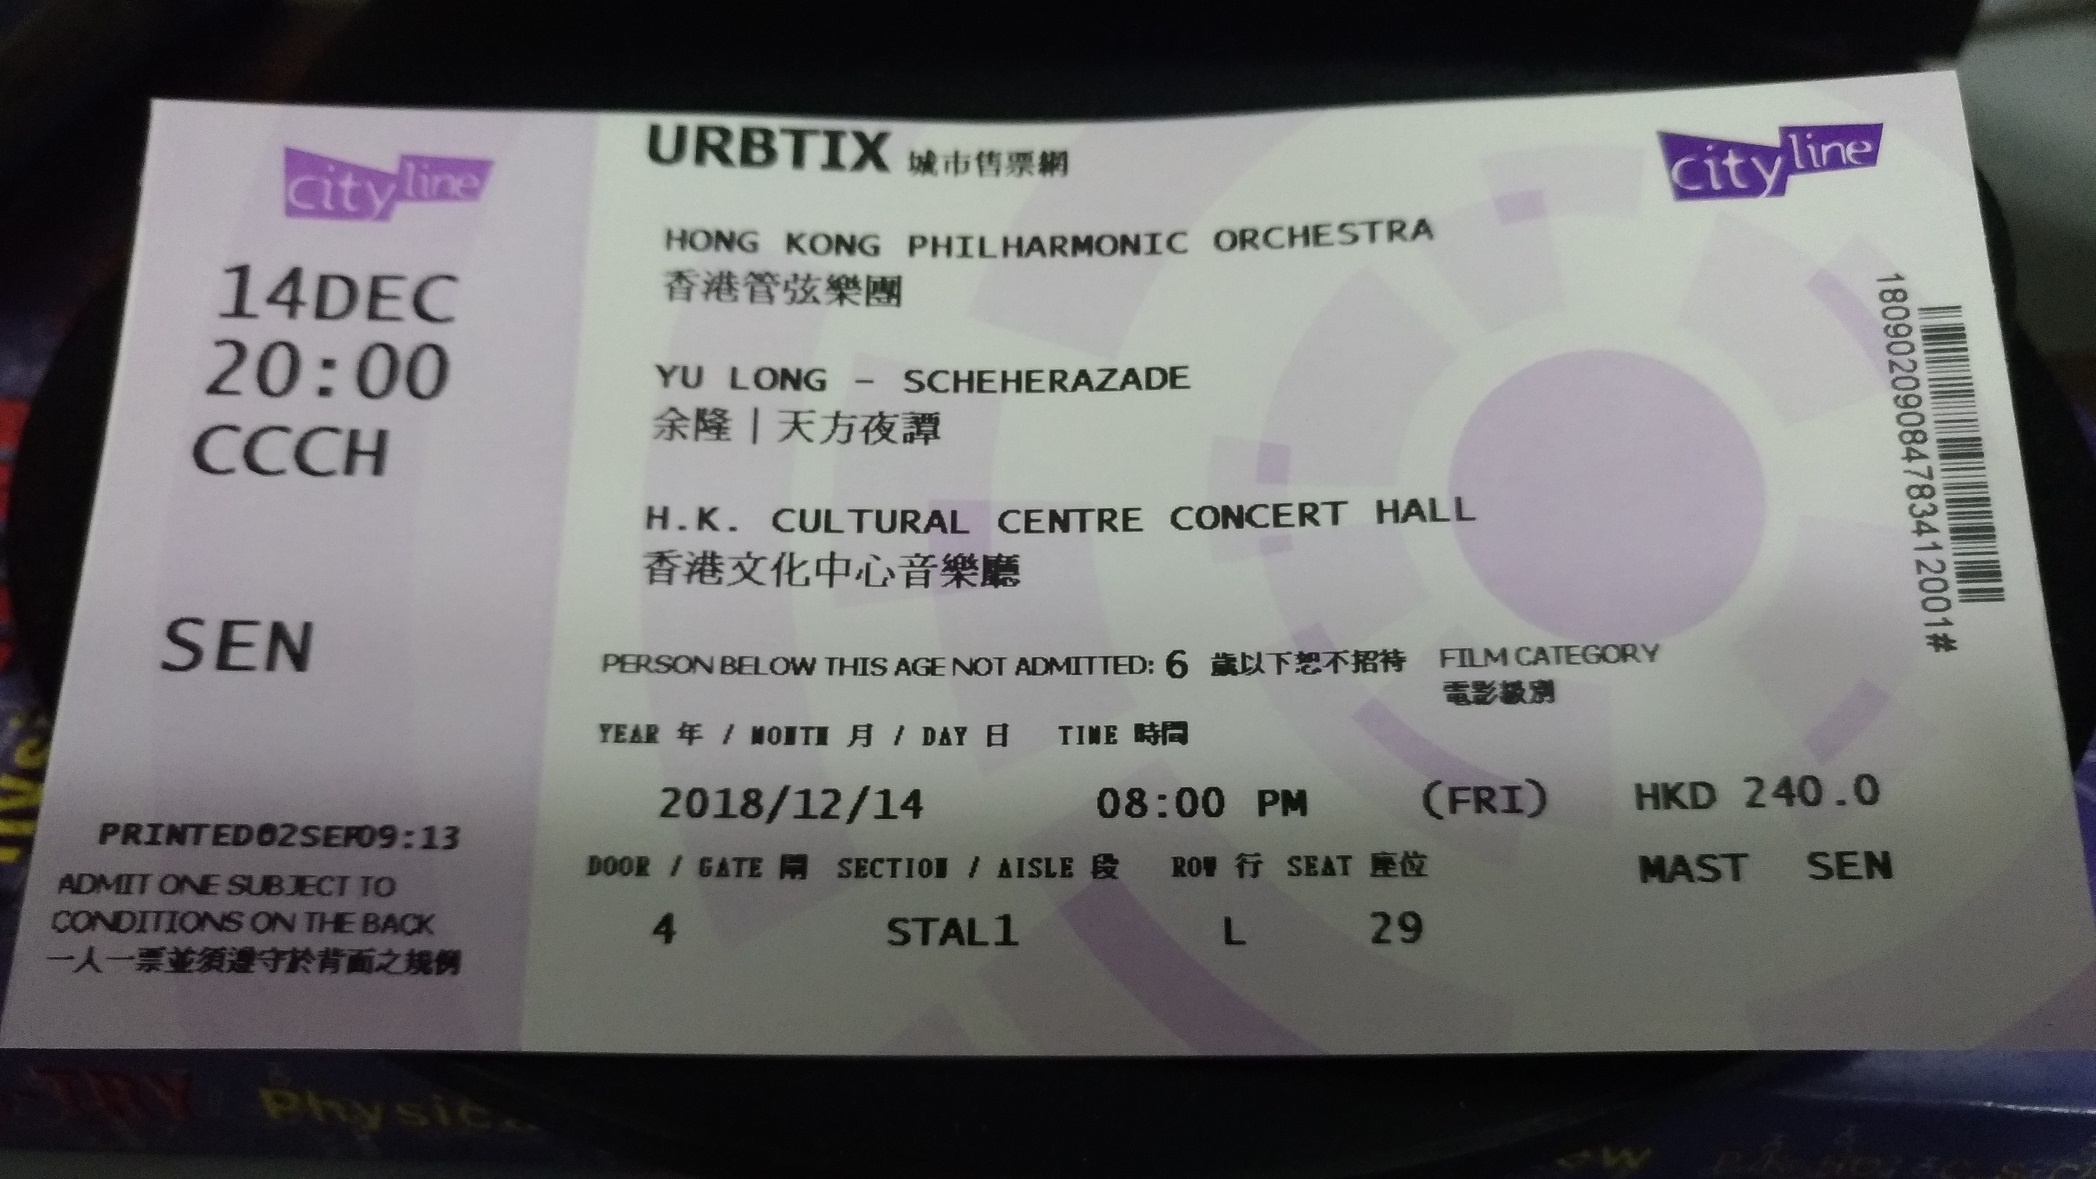 city line
14DEC
20:00
CCCH
SEN
PRINTED02SEP09:13
ADMIT ONE SUBJECT TO
CONDITIONS ON THE BACK
一人一票並須遵守於背面之規例
URBTIX 城市售票網
city line
HONG KONG PHILHARMONIC ORCHESTRA
香港管弦樂團
YU LONG - SCHEHERAZADE
余隆 | 天方夜譚
H.K. CULTURAL CENTRE CONCERT HALL
香港文化中心音樂廳
PERSON BELOW THIS AGE NOT ADMITTED: 6 歲以下恕不招待 FILM CATEGORY
電影級別
YEAR 年 / MONTH 月 / DAY 日 TIME 時間
2018/12/14 08:00 PM (FRI) HKD 240.0
DOOR / GATE 閘 SECTION / AISLE 段 ROW 行 SEAT 座位 MAST SEN
4 STAL1 L 29
18090209084783412001#
Physic